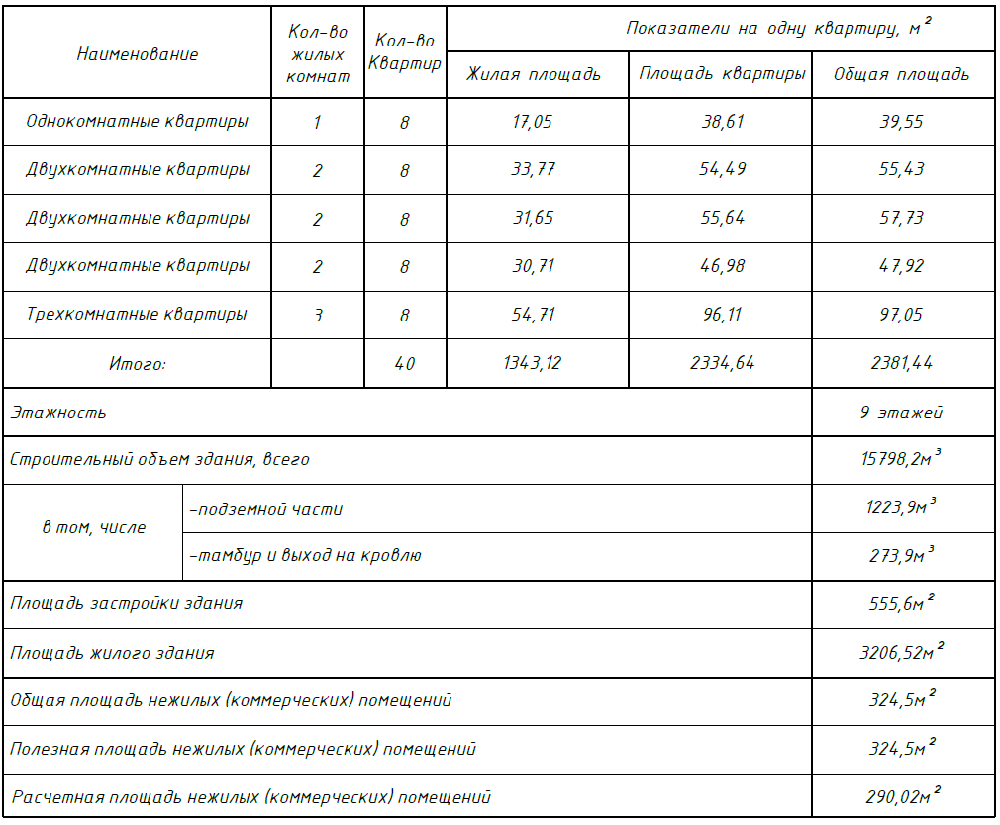 Наименование
Кол-во
жилых
комнат
Кол-во
Квартир
Показатели на одну квартиру, м²
Жилая площадь
Площадь квартиры
Общая площадь
Однокомнатные квартиры 1 8 17,05 38,61 39,55
Двухкомнатные квартиры 2 8 33,77 54,49 55,43
Двухкомнатные квартиры 2 8 31,65 55,64 57,73
Двухкомнатные квартиры 2 8 30,71 46,98 47,92
Трехкомнатные квартиры 3 8 54,71 96,11 97,05
Итого: 40 1343,12 2334,64 2381,44
Этажность 9 этажей
Строительный объем здания, всего 15798,2м³
в том, числе
-подземной части 1223,9м³
-тамбур и выход на кровлю 273,9м³
Площадь застройки здания 555,6м²
Площадь жилого здания 3206,52м²
Общая площадь нежилых (коммерческих) помещений 324,5м²
Полезная площадь нежилых (коммерческих) помещений 324,5м²
Расчетная площадь нежилых (коммерческих) помещений 290,02м²